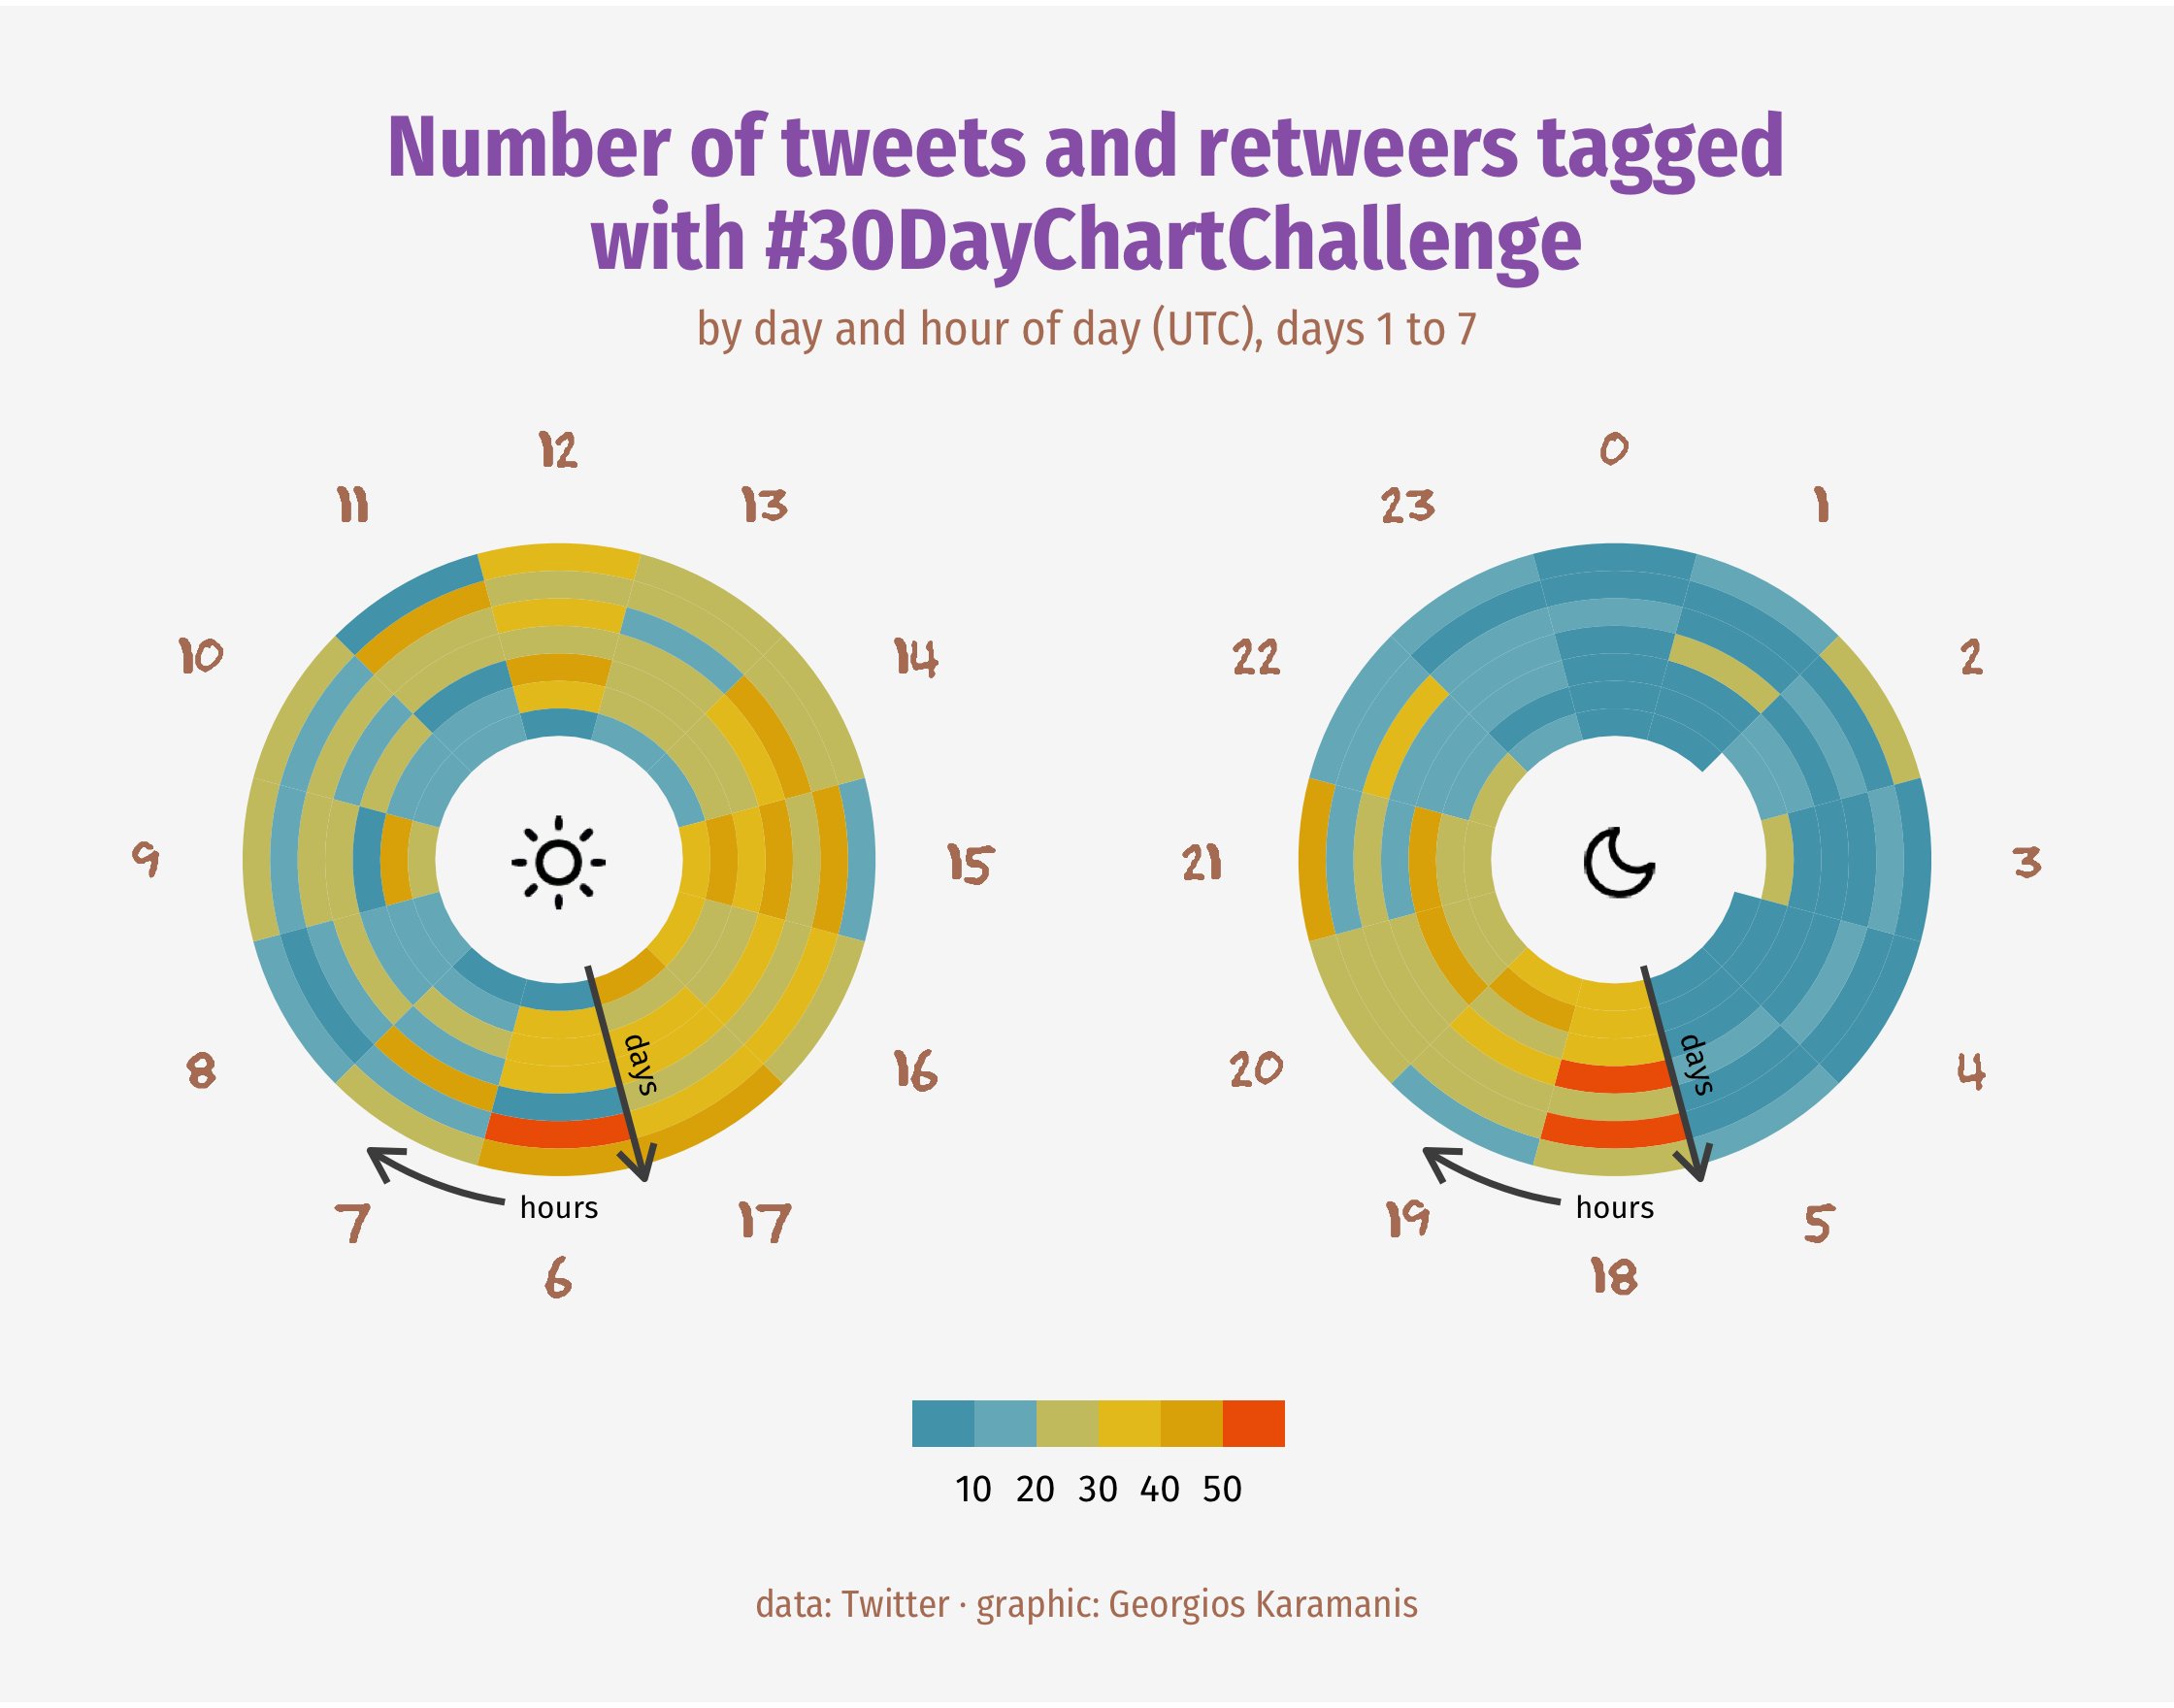 Number of tweets and retweers tagged
with #30DayChartChallenge
by day and hour of day (UTC), days 1 to 7
12
11
13
10
14
9
15
8
16
7
17
6
days
hours
0
23
1
22
2
21
3
20
4
19
5
18
days
hours
10 20 30 40 50
data: Twitter · graphic: Georgios Karamanis